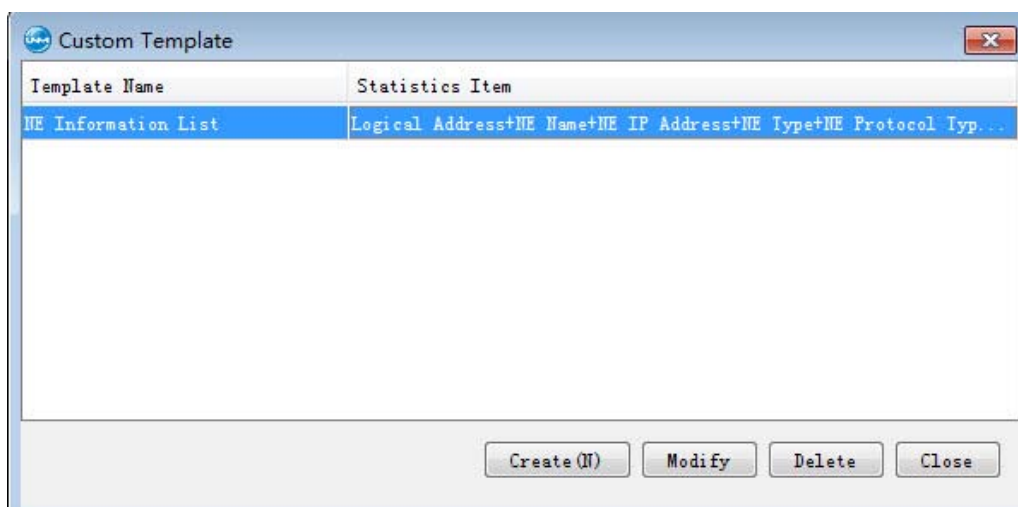 Custom Template
Template Name Statistics Item
NE Information List Logical Address+NE Name+NE IP Address+NE Type+NE Protocol Typ...
Create(N) Modify Delete Close